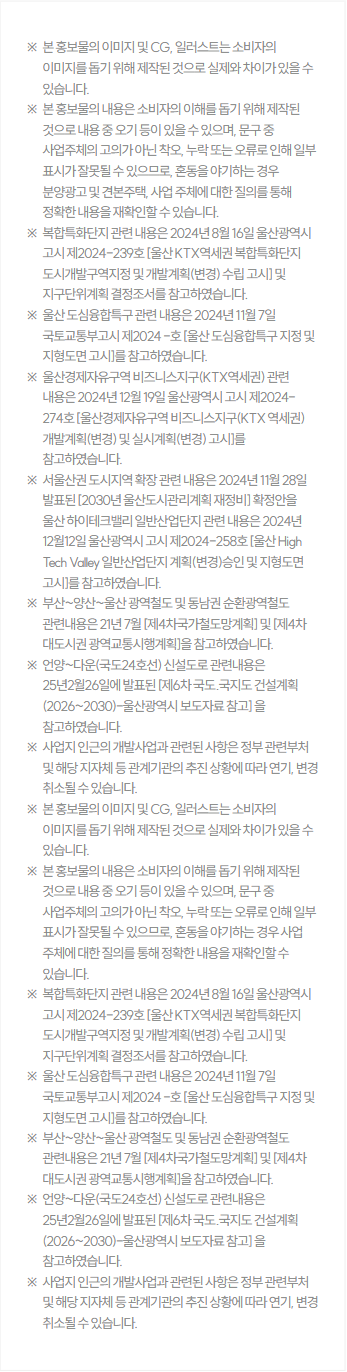 ※ 본 홍보물의 이미지 및 CG, 일러스트는 소비자의
이미지를 돕기 위해 제작된 것으로 실제와 차이가 있을 수
있습니다.
※ 본 홍보물의 내용은 소비자의 이해를 돕기 위해 제작된
것으로 내용 중 오기 등이 있을 수 있으며, 문구 중
사업주체의 고의가 아닌 착오, 누락 또는 오류로 인해 일부
표시가 잘못될 수 있으므로, 혼동을 야기하는 경우
분양광고 및 견본주택, 사업 주체에 대한 질의를 통해
정확한 내용을 재확인할 수 있습니다.
※ 복합특화단지 관련 내용은 2024년 8월 16일 울산광역시
고시 제2024-239호 [울산 KTX역세권 복합특화단지
도시개발구역지정 및 개발계획(변경) 수립 고시] 및
지구단위계획 결정조서를 참고하였습니다.
※ 울산 도심융합특구 관련 내용은 2024년 11월 7일
국토교통부고시 제2024 -호 [울산 도심융합특구 지정 및
지형도면 고시]를 참고하였습니다.
※ 울산경제자유구역 비즈니스지구(KTX역세권) 관련
내용은 2024년 12월 19일 울산광역시 고시 제2024-
274호 [울산경제자유구역 비즈니스지구(KTX 역세권)
개발계획(변경) 및 실시계획(변경) 고시]를
참고하였습니다.
※ 서울산권 도시지역 확장 관련 내용은 2024년 11월 28일
발표된 [2030년 울산도시관리계획 재정비] 확정안을
울산 하이테크밸리 일반산업단지 관련 내용은 2024년
12월12일 울산광역시 고시 제2024-258호 [울산 High
Tech Valley 일반산업단지 계획(변경)승인 및 지형도면
고시]를 참고하였습니다.
※ 부산~양산~울산 광역철도 및 동남권 순환광역철도
관련내용은 21년 7월 [제4차국가철도망계획] 및 [제4차
대도시권 광역교통시행계획]을 참고하였습니다.
※ 언양~다운(국도24호선) 신설도로 관련내용은
25년2월26일에 발표된 [제6차 국도.국지도 건설계획
(2026~2030)-울산광역시 보도자료 참고] 을
참고하였습니다.
※ 사업지 인근의 개발사업과 관련된 사항은 정부 관련부처
및 해당 지자체 등 관계기관의 추진 상황에 따라 연기, 변경
취소될 수 있습니다.
※ 본 홍보물의 이미지 및 CG, 일러스트는 소비자의
이미지를 돕기 위해 제작된 것으로 실제와 차이가 있을 수
있습니다.
※ 본 홍보물의 내용은 소비자의 이해를 돕기 위해 제작된
것으로 내용 중 오기 등이 있을 수 있으며, 문구 중
사업주체의 고의가 아닌 착오, 누락 또는 오류로 인해 일부
표시가 잘못될 수 있으므로, 혼동을 야기하는 경우 사업
주체에 대한 질의를 통해 정확한 내용을 재확인할 수
있습니다.
※ 복합특화단지 관련 내용은 2024년 8월 16일 울산광역시
고시 제2024-239호 [울산 KTX역세권 복합특화단지
도시개발구역지정 및 개발계획(변경) 수립 고시] 및
지구단위계획 결정조서를 참고하였습니다.
※ 울산 도심융합특구 관련 내용은 2024년 11월 7일
국토교통부고시 제2024 -호 [울산 도심융합특구 지정 및
지형도면 고시]를 참고하였습니다.
※ 부산~양산~울산 광역철도 및 동남권 순환광역철도
관련내용은 21년 7월 [제4차국가철도망계획] 및 [제4차
대도시권 광역교통시행계획]을 참고하였습니다.
※ 언양~다운(국도24호선) 신설도로 관련내용은
25년2월26일에 발표된 [제6차 국도.국지도 건설계획
(2026~2030)-울산광역시 보도자료 참고] 을
참고하였습니다.
※ 사업지 인근의 개발사업과 관련된 사항은 정부 관련부처
및 해당 지자체 등 관계기관의 추진 상황에 따라 연기, 변경
취소될 수 있습니다.